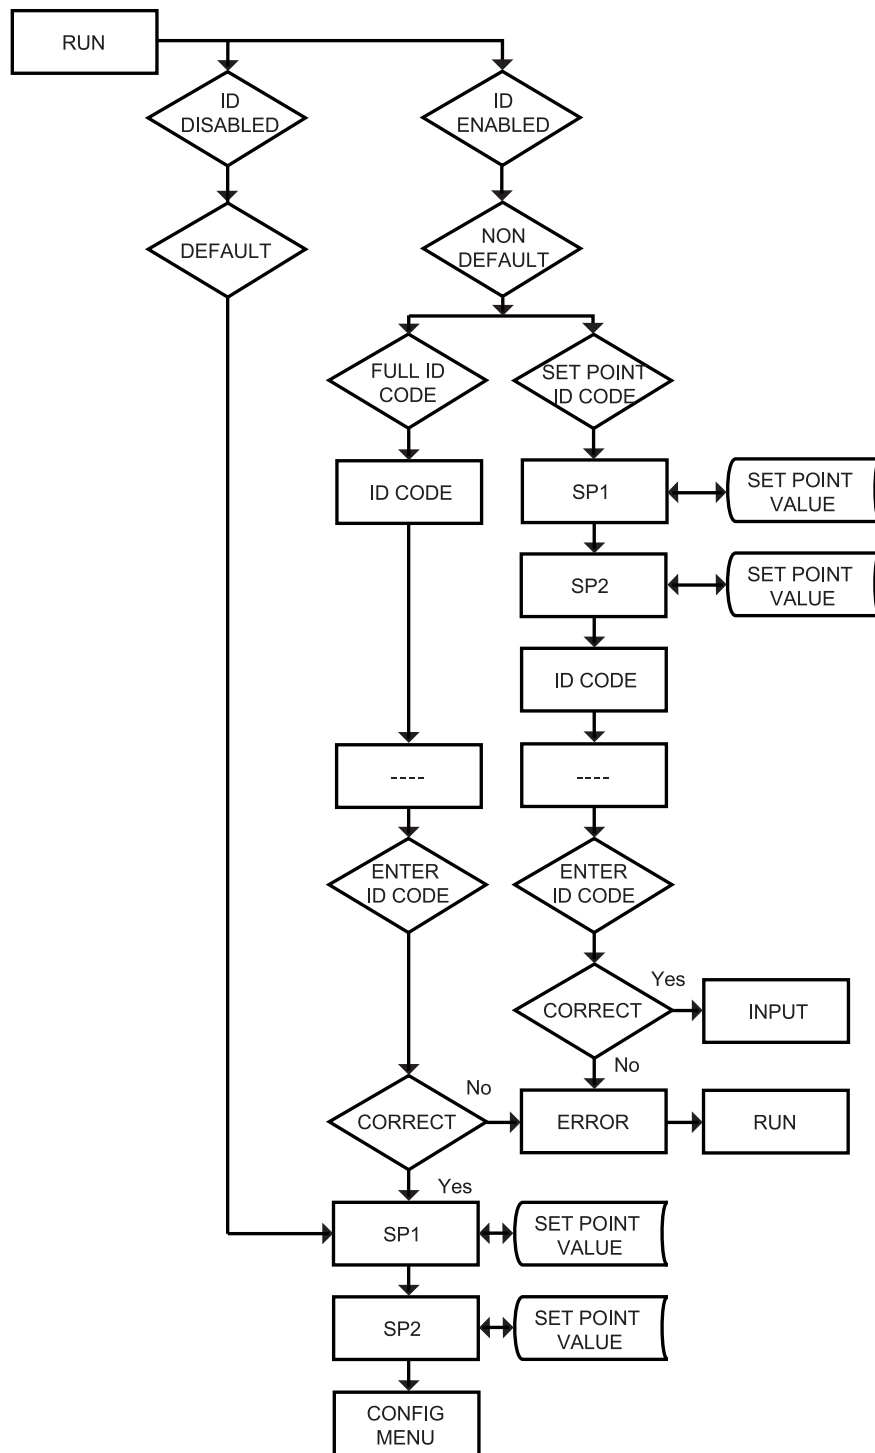 RUN
ID
DISABLED
ID
ENABLED
DEFAULT
NON
DEFAULT
FULL ID
CODE
SET POINT
ID CODE
ID CODE
SP1
SET POINT
VALUE
SP2
SET POINT
VALUE
ID CODE
----
----
ENTER
ID CODE
ENTER
ID CODE
CORRECT
Yes
INPUT
No
CORRECT
No
ERROR
RUN
Yes
SP1
SET POINT
VALUE
SP2
SET POINT
VALUE
CONFIG
MENU